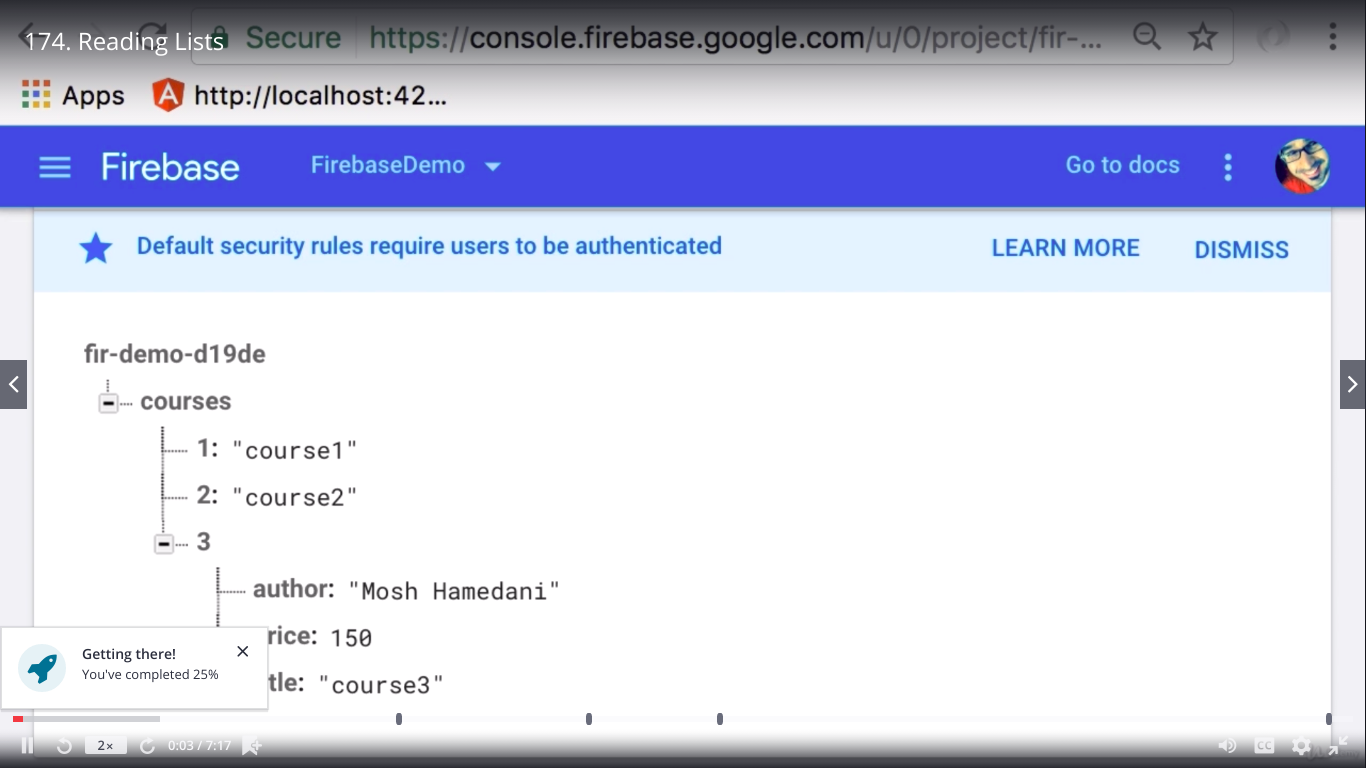 174. Reading Lists
Secure https://console.firebase.google.com/u/0/project/fir-...
Apps http://localhost:42...
Firebase FirebaseDemo Go to docs
Default security rules require users to be authenticated LEARN MORE DISMISS
fir-demo-d19de
courses
1: "course1"
2: "course2"
3
author: "Mosh Hamedani"
rice: 150
tle: "course3"
Getting there!
You've completed 25%
2x 0:03 / 7:17 CC